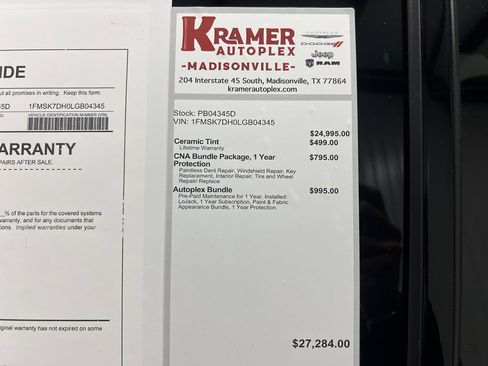 IDE
ut all promises in writing. Keep this form.
5D 1FMSK7DH0LGB04345
VEHICLE IDENTIFICATION NUMBER (VIN)
ARRANTY
PAIRS AFTER SALE.
% of the parts for the covered systems
arranty, and for any documents that
tions. Implied warranties under your
riginal warranty has not expired on some
KRAMER
AUTOPLEX
-MADISONVILLE-
CHRYSLER
DODGE
Jeep
RAM
204 Interstate 45 South, Madisonville, TX 77864
kramerautoplex.com
Stock: PB04345D
VIN: 1FMSK7DH0LGB04345
$24,995.00
Ceramic Tint $499.00
Lifetime Warranty
CNA Bundle Package, 1 Year $795.00
Protection
Paintless Dent Repair, Windshield Repair, Key
Replacement, Interior Repair, Tire and Wheel
Repair/ Replace
Autoplex Bundle $995.00
Pre-Paid Maintenance for 1 Year, Installed:
LoJack, 1 Year Subscription, Paint & Fabric
Appearance Bundle, 1 Year Protection.
$27,284.00